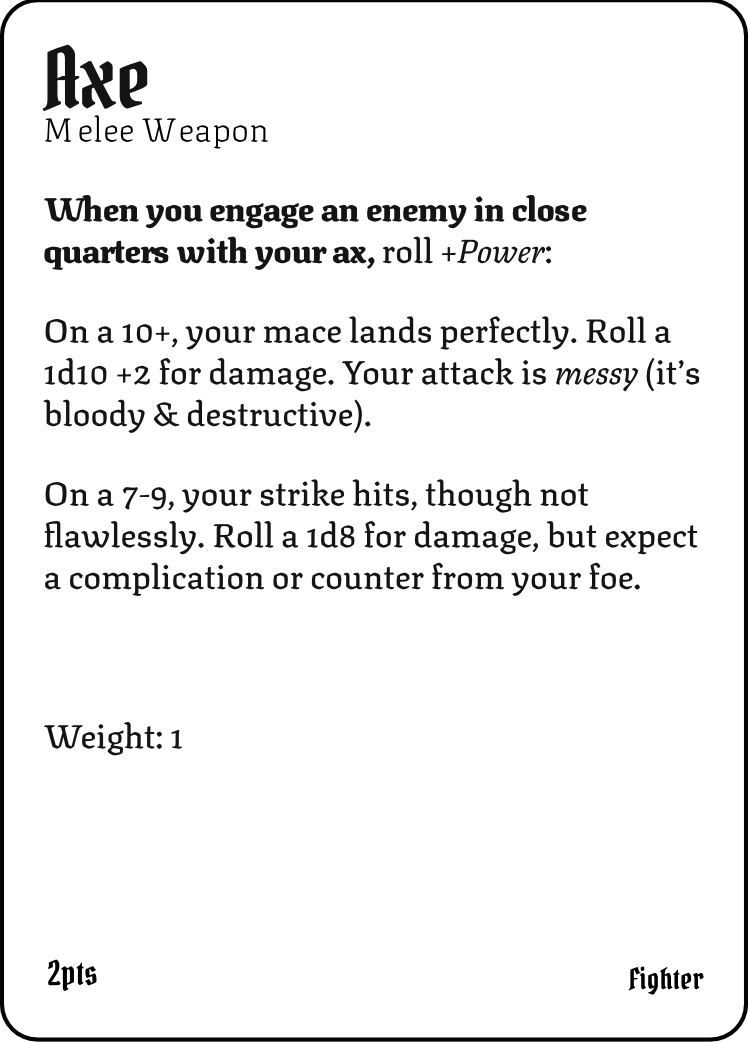 Axe
Melee Weapon
When you engage an enemy in close
quarters with your ax, roll +Power:
On a 10+, your mace lands perfectly. Roll a
1d10 +2 for damage. Your attack is messy (it’s
bloody & destructive).
On a 7-9, your strike hits, though not
flawlessly. Roll a 1d8 for damage, but expect
a complication or counter from your foe.
Weight: 1
2pts
Fighter